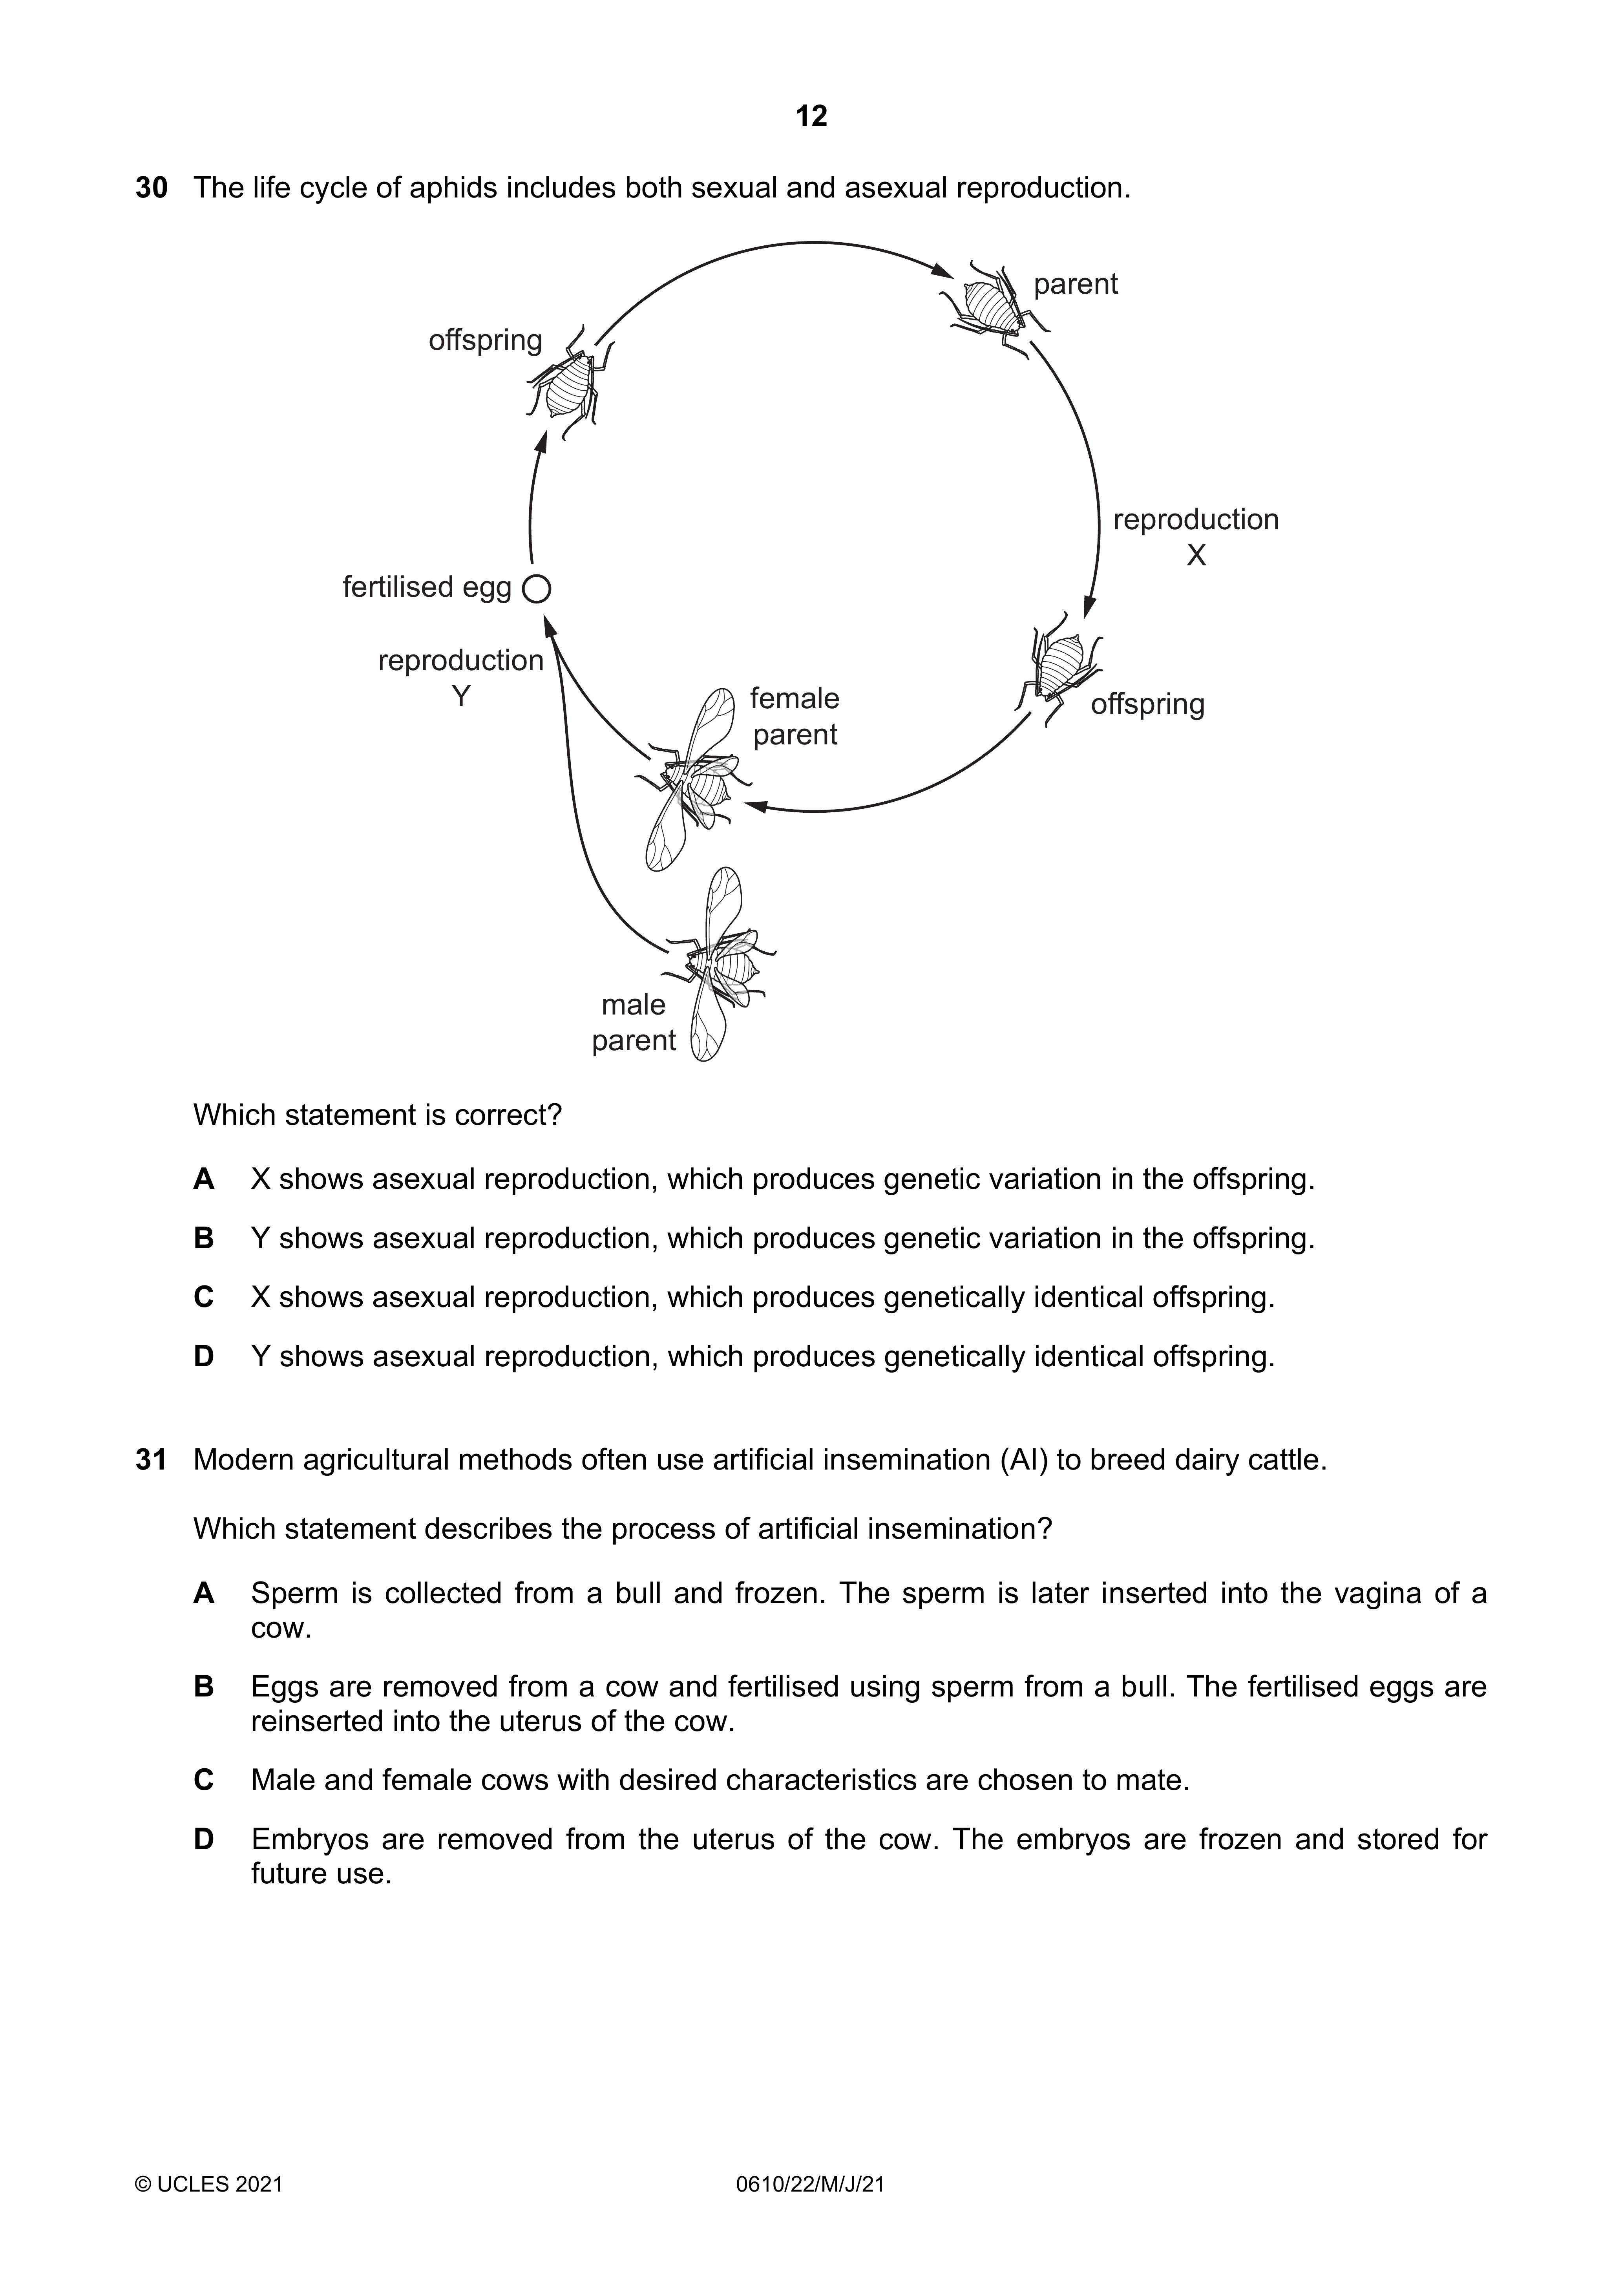 12
30 The life cycle of aphids includes both sexual and asexual reproduction.
parent
offspring
reproduction
X
fertilised egg
reproduction
Y
female
parent
offspring
male
parent
Which statement is correct?
A X shows asexual reproduction, which produces genetic variation in the offspring.
B Y shows asexual reproduction, which produces genetic variation in the offspring.
C X shows asexual reproduction, which produces genetically identical offspring.
D Y shows asexual reproduction, which produces genetically identical offspring.
31 Modern agricultural methods often use artificial insemination (AI) to breed dairy cattle.
Which statement describes the process of artificial insemination?
A Sperm is collected from a bull and frozen. The sperm is later inserted into the vagina of a
cow.
B Eggs are removed from a cow and fertilised using sperm from a bull. The fertilised eggs are
reinserted into the uterus of the cow.
C Male and female cows with desired characteristics are chosen to mate.
D Embryos are removed from the uterus of the cow. The embryos are frozen and stored for
future use.
© UCLES 2021 0610/22/M/J/21